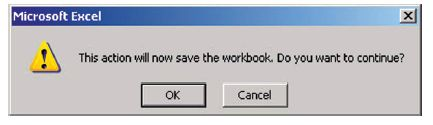 Microsoft Excel
This action will now save the workbook. Do you want to continue?
OK Cancel